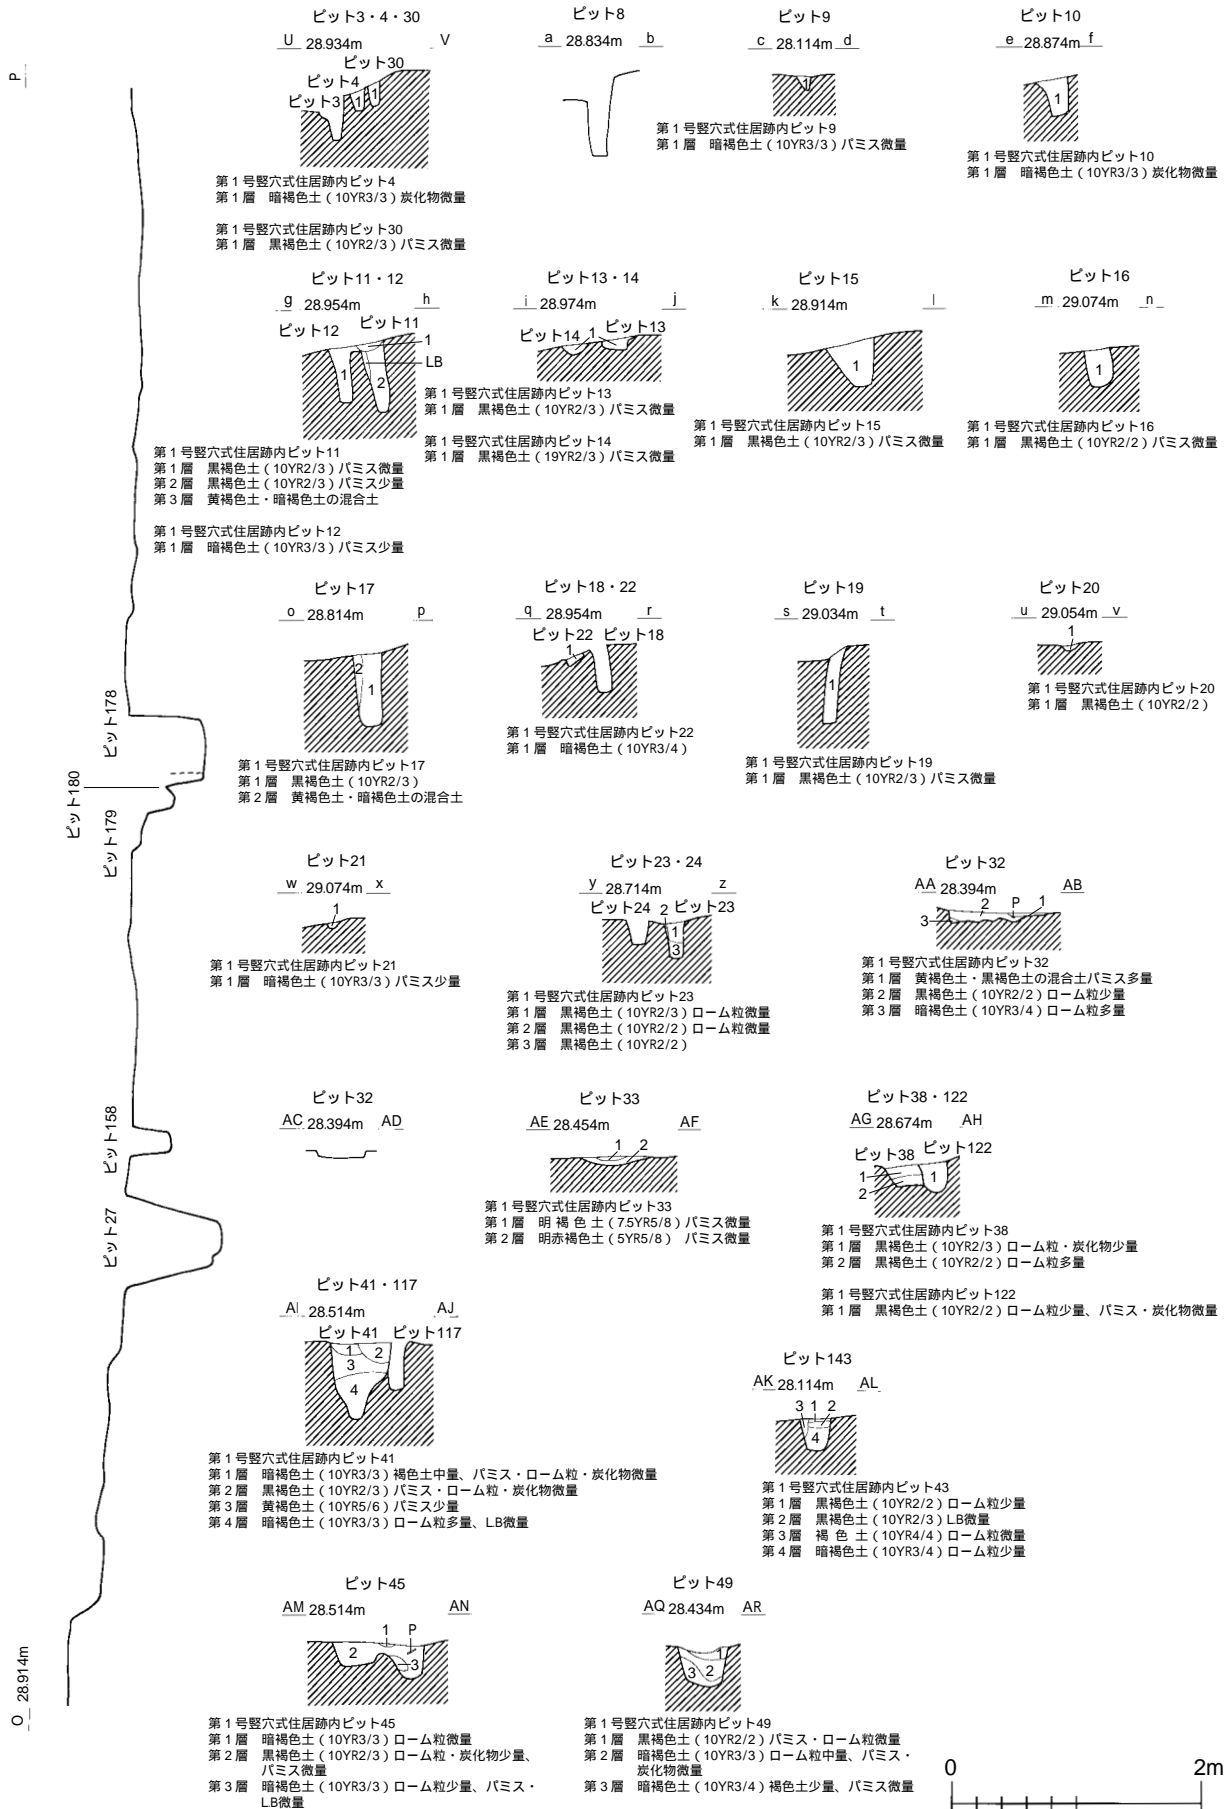 ピット3・4・30
U 28.934m V
ピット30
ピット4
ピット3
1 1
第1号竪穴式住居跡内ピット4
第1層 暗褐色土(10YR3/3)炭化物微量
第1号竪穴式住居跡内ピット30
第1層 黒褐色土(10YR2/3)パミス微量
ピット8
a 28.834m b
ピット9
c 28.114m d
1
第1号竪穴式住居跡内ピット9
第1層 暗褐色土(10YR3/3)パミス微量
ピット10
e 28.874m f
1
第1号竪穴式住居跡内ピット10
第1層 暗褐色土(10YR3/3)炭化物微量
P
ピット178
ピット180
ピット179
ピット158
ピット27
O 28.914m
ピット11・12
g 28.954m h
ピット12 ピット11
1
LB
1 2
第1号竪穴式住居跡内ピット11
第1層 黒褐色土(10YR2/3)パミス微量
第2層 黒褐色土(10YR2/3)パミス少量
第3層 黄褐色土・暗褐色土の混合土
第1号竪穴式住居跡内ピット12
第1層 暗褐色土(10YR3/3)パミス少量
ピット13・14
i 28.974m j
ピット14 1 ピット13
第1号竪穴式住居跡内ピット13
第1層 黒褐色土(10YR2/3)パミス微量
第1号竪穴式住居跡内ピット14
第1層 黒褐色土(19YR2/3)パミス微量
ピット15
k 28.914m l
1
第1号竪穴式住居跡内ピット15
第1層 黒褐色土(10YR2/3)パミス微量
ピット16
m 29.074m n
1
第1号竪穴式住居跡内ピット16
第1層 黒褐色土(10YR2/2)パミス微量
ピット17
o 28.814m p
2 1
第1号竪穴式住居跡内ピット17
第1層 黒褐色土(10YR2/3)
第2層 黄褐色土・暗褐色土の混合土
ピット18・22
q 28.954m r
ピット22 ピット18
1
第1号竪穴式住居跡内ピット22
第1層 暗褐色土(10YR3/4)
ピット19
s 29.034m t
1
第1号竪穴式住居跡内ピット19
第1層 黒褐色土(10YR2/3)パミス微量
ピット20
u 29.054m v
1
第1号竪穴式住居跡内ピット20
第1層 黒褐色土(10YR2/2)
ピット21
w 29.074m x
1
第1号竪穴式住居跡内ピット21
第1層 暗褐色土(10YR3/3)パミス少量
ピット23・24
y 28.714m z
ピット24 2 ピット23
1
3
第1号竪穴式住居跡内ピット23
第1層 黒褐色土(10YR2/3)ローム粒微量
第2層 黒褐色土(10YR2/2)ローム粒微量
第3層 黒褐色土(10YR2/2)
ピット32
AA 28.394m AB
2 P 1
3
第1号竪穴式住居跡内ピット32
第1層 黄褐色土・黒褐色土の混合土パミス多量
第2層 黒褐色土(10YR2/2)ローム粒少量
第3層 暗褐色土(10YR3/4)ローム粒多量
ピット32
AC 28.394m AD
ピット33
AE 28.454m AF
1 2
第1号竪穴式住居跡内ピット33
第1層 明褐色土(7.5YR5/8)パミス微量
第2層 明赤褐色土(5YR5/8) パミス微量
ピット38・122
AG 28.674m AH
ピット38 ピット122
1 1
2
第1号竪穴式住居跡内ピット38
第1層 黒褐色土(10YR2/3)ローム粒・炭化物少量
第2層 黒褐色土(10YR2/2)ローム粒多量
第1号竪穴式住居跡内ピット122
第1層 黒褐色土(10YR2/2)ローム粒少量、パミス・炭化物微量
ピット41・117
AI 28.514m AJ
ピット41 ピット117
1 2
3
4
第1号竪穴式住居跡内ピット41
第1層 暗褐色土(10YR3/3)褐色土中量、パミス・ローム粒・炭化物微量
第2層 黒褐色土(10YR2/3)パミス・ローム粒・炭化物微量
第3層 黄褐色土(10YR5/6)パミス少量
第4層 暗褐色土(10YR3/3)ローム粒多量、LB微量
ピット143
AK 28.114m AL
3 1 2
4
第1号竪穴式住居跡内ピット43
第1層 黒褐色土(10YR2/2)ローム粒少量
第2層 黒褐色土(10YR2/3)LB微量
第3層 褐色土(10YR4/4)ローム粒微量
第4層 暗褐色土(10YR3/4)ローム粒少量
ピット45
AM 28.514m AN
1 P
2
3
第1号竪穴式住居跡内ピット45
第1層 暗褐色土(10YR3/3)ローム粒微量
第2層 黒褐色土(10YR2/3)ローム粒・炭化物少量、
パミス微量
第3層 暗褐色土(10YR3/3)ローム粒少量、パミス・
LB微量
ピット49
AQ 28.434m AR
1
3 2
第1号竪穴式住居跡内ピット49
第1層 黒褐色土(10YR2/2)パミス・ローム粒微量
第2層 暗褐色土(10YR3/3)ローム粒中量、パミス・
炭化物微量
第3層 暗褐色土(10YR3/4)褐色土少量、パミス微量
0 2m